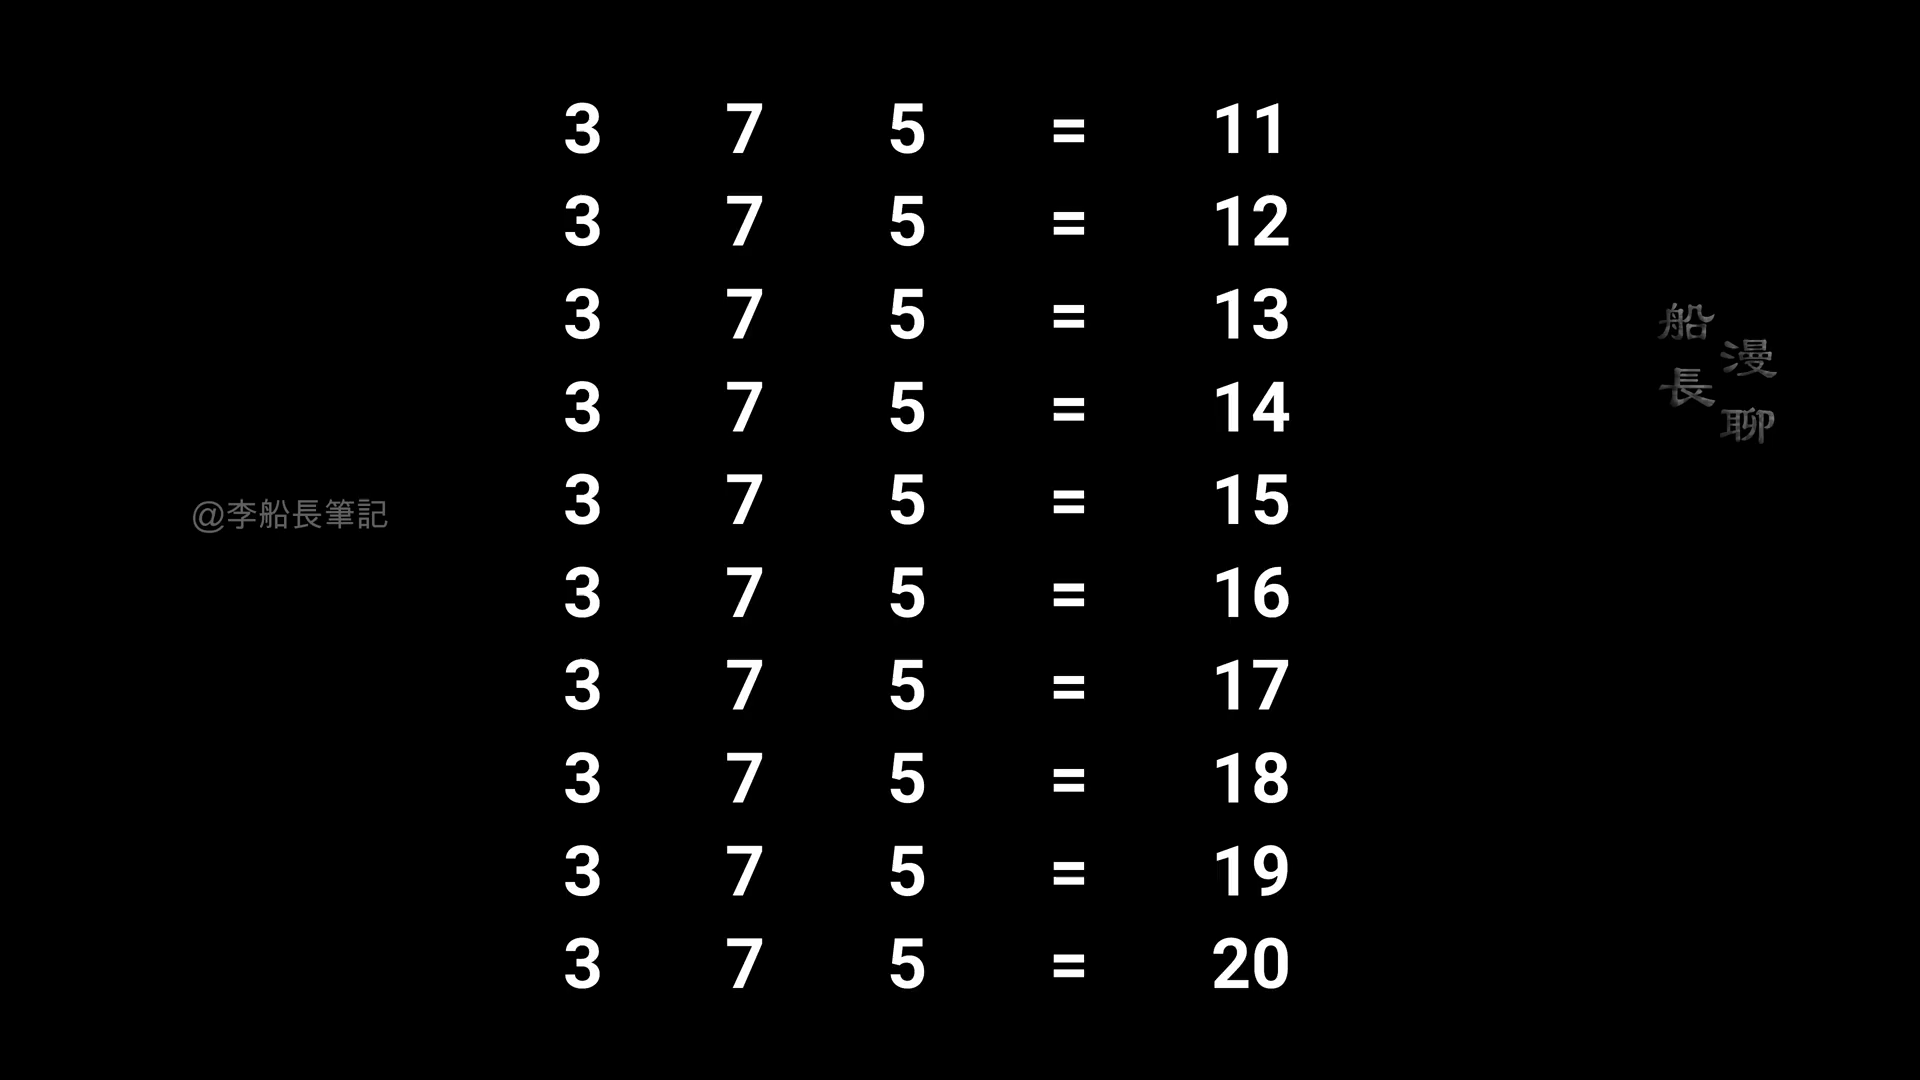 3 7 5 = 11
3 7 5 = 12
3 7 5 = 13
3 7 5 = 14
3 7 5 = 15
3 7 5 = 16
3 7 5 = 17
3 7 5 = 18
3 7 5 = 19
3 7 5 = 20
@李船長筆記
船長
漫聊